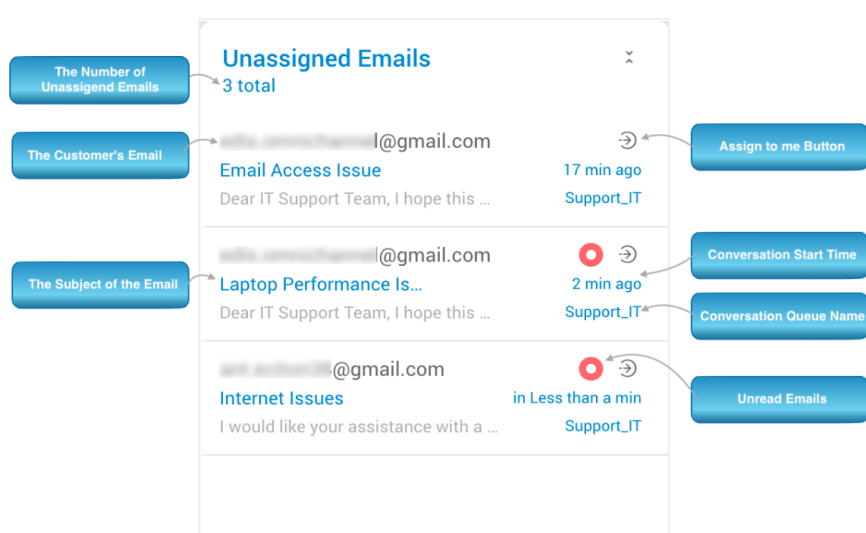 Unassigned Emails
The Number of
Unassigend Emails
3 total
@gmail.com
The Customer's Email
Assign to me Button
Email Access Issue
17 min ago
Dear IT Support Team, I hope this ...
Support_IT
@gmail.com
Conversation Start Time
The Subject of the Email
Laptop Performance Is...
2 min ago
Dear IT Support Team, I hope this ...
Support_IT
Conversation Queue Name
@gmail.com
Internet Issues
in Less than a min
Unread Emails
I would like your assistance with a ...
Support_IT